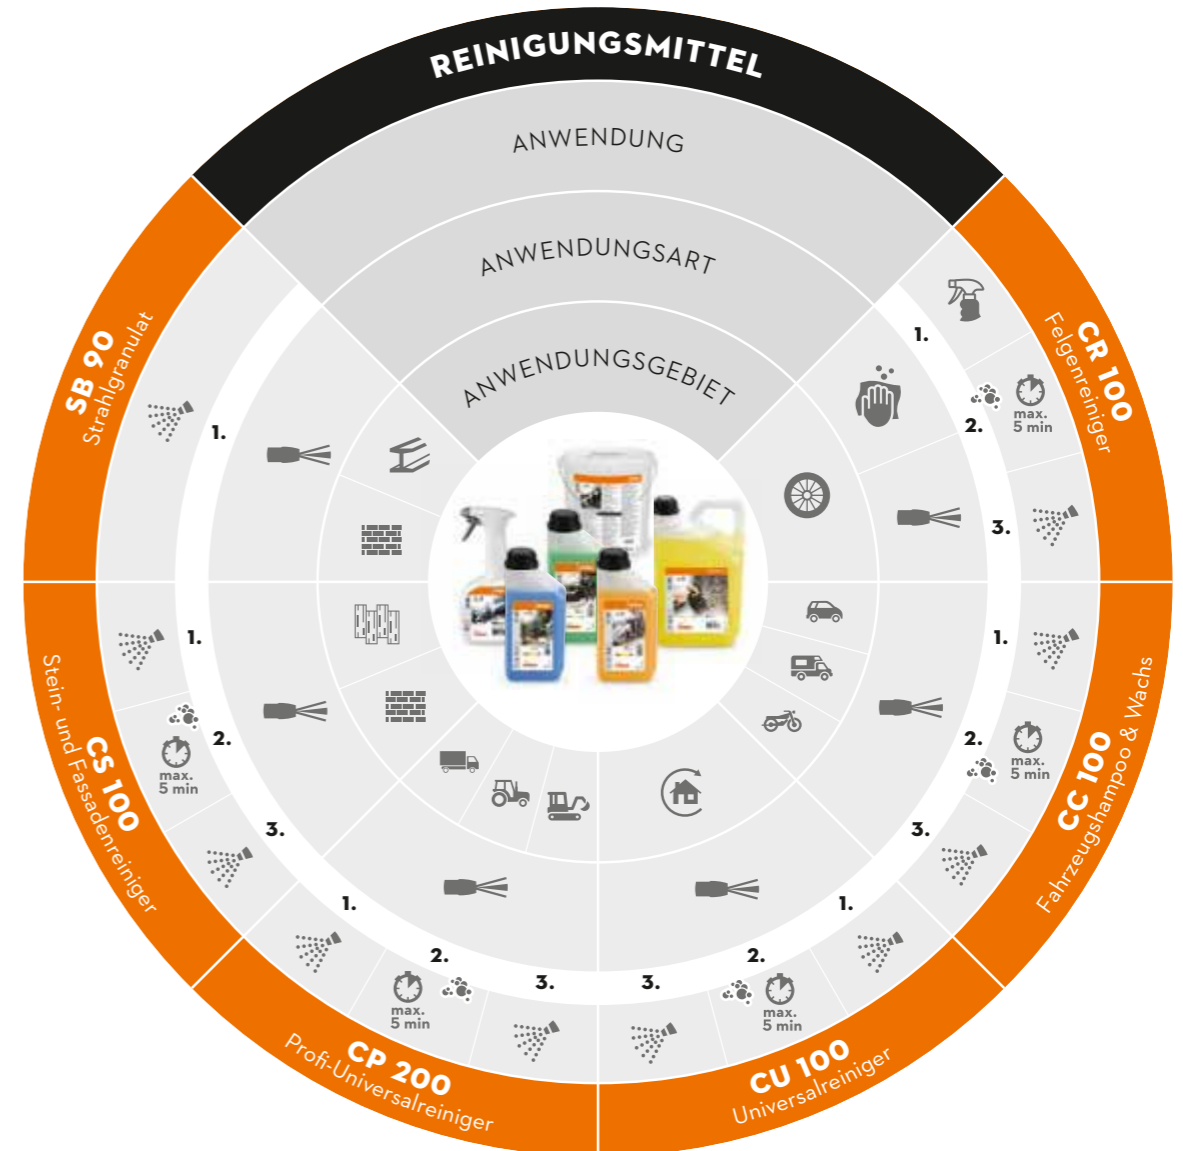 REINIGUNGSMITTEL
ANWENDUNG
ANWENDUNGSART
ANWENDUNGSGEBIET
CR 100
Felgenreiniger
1.
2.
max.
5 min
3.
CC 100
Fahrzeugshampoo & Wachs
1.
2.
max.
5 min
3.
CU 100
Universalreiniger
1.
2.
max.
5 min
3.
CP 200
Profi-Universalreiniger
1.
2.
max.
5 min
3.
CS 100
Stein- und Fassadenreiniger
1.
2.
max.
5 min
3.
SB 90
Strahlgranulat
1.